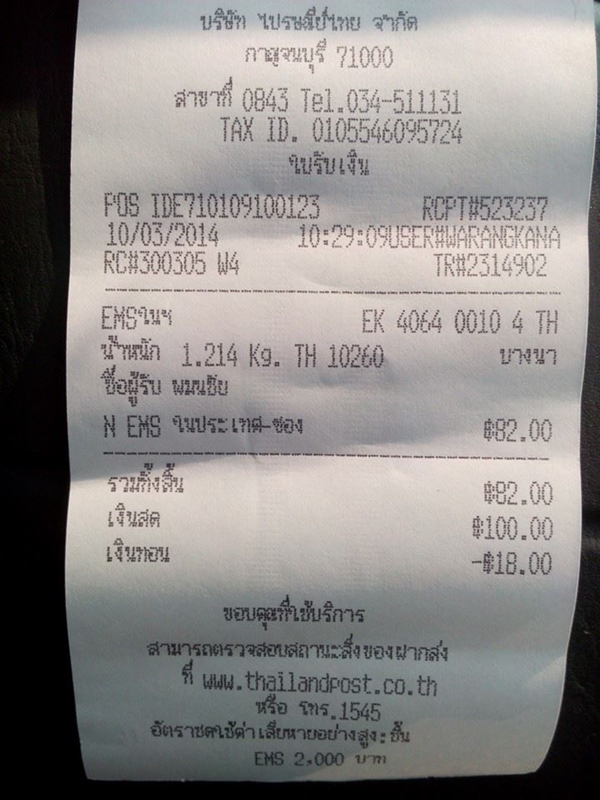 บริษัท ไปรษณีย์ไทย จำกัด
กาญจนบุรี 71000
สาขาที่ 0843 Tel.034-511131
TAX ID. 0105546095724
ใบรับเงิน
POS IDE710109100123 RCPT#523237
10/03/2014 10:29:09USER#WARANGKANA
RC#300305 W4 TR#2314902
EMSในฯ EK 4064 0010 4 TH
น้ำหนัก 1.214 Kg. TH 10260 บางนา
ชื่อผู้รับ พมนชัย
N EMS ในประเทศ-ซอง ฿82.00
รวมทั้งสิ้น ฿82.00
เงินสด ฿100.00
เงินทอน -฿18.00
ขอบคุณที่ใช้บริการ
สามารถตรวจสอบสถานะสิ่งของฝากส่ง
ที่ www.thailandpost.co.th
หรือ โทร.1545
อัตราชดใช้ค่าเสียหายอย่างสูง:ชิ้น
EMS 2,000 บาท